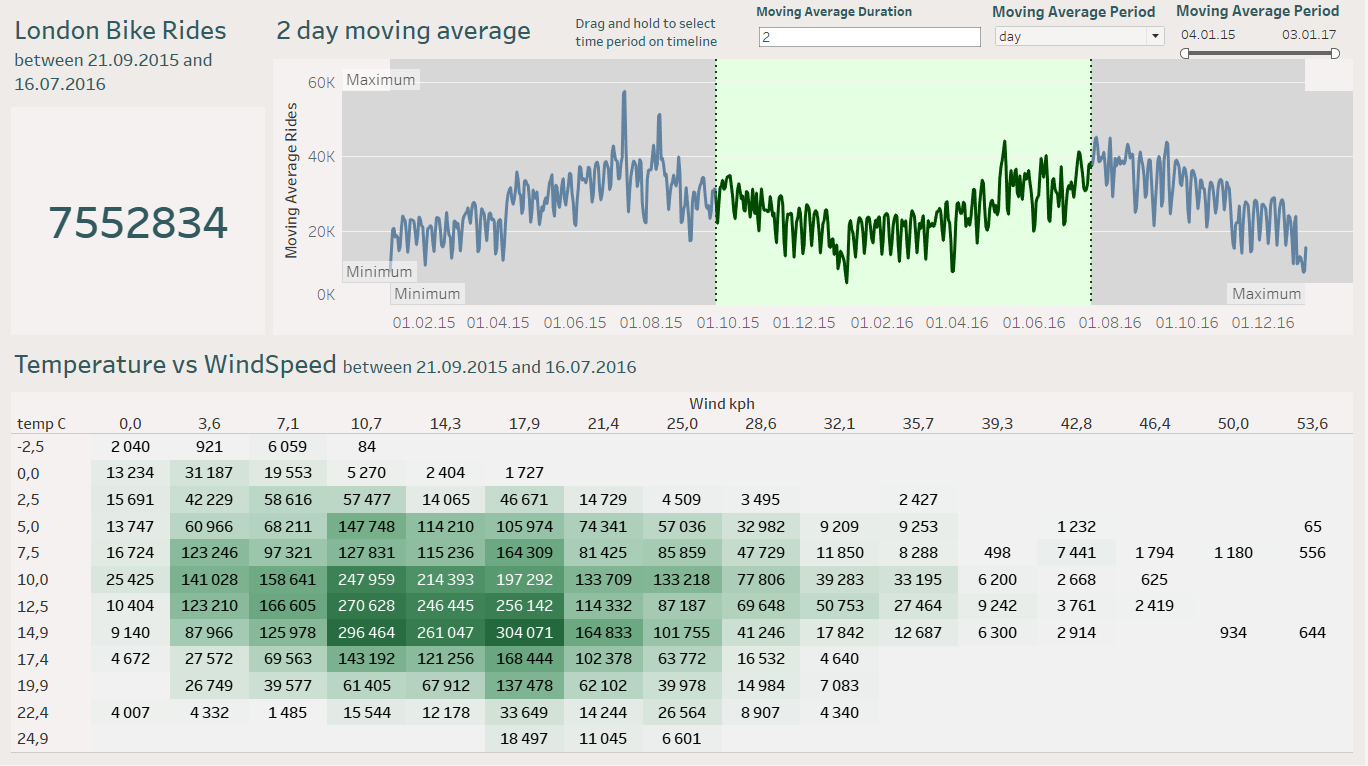 London Bike Rides
between 21.09.2015 and
16.07.2016
7552834
2 day moving average
Drag and hold to select
time period on timeline
Moving Average Duration
2
Moving Average Period
day
Moving Average Period
04.01.15 03.01.17
Moving Average Rides
60K
40K
20K
0K
Maximum
Minimum
Minimum
Maximum
01.02.15 01.04.15 01.06.15 01.08.15 01.10.15 01.12.15 01.02.16 01.04.16 01.06.16 01.08.16 01.10.16 01.12.16
Temperature vs WindSpeed between 21.09.2015 and 16.07.2016
Wind kph
temp C 0,0 3,6 7,1 10,7 14,3 17,9 21,4 25,0 28,6 32,1 35,7 39,3 42,8 46,4 50,0 53,6
-2,5 2 040 921 6 059 84
0,0 13 234 31 187 19 553 5 270 2 404 1 727
2,5 15 691 42 229 58 616 57 477 14 065 46 671 14 729 4 509 3 495 2 427
5,0 13 747 60 966 68 211 147 748 114 210 105 974 74 341 57 036 32 982 9 209 9 253 1 232 65
7,5 16 724 123 246 97 321 127 831 115 236 164 309 81 425 85 859 47 729 11 850 8 288 498 7 441 1 794 1 180 556
10,0 25 425 141 028 158 641 247 959 214 393 197 292 133 709 133 218 77 806 39 283 33 195 6 200 2 668 625
12,5 10 404 123 210 166 605 270 628 246 445 256 142 114 332 87 187 69 648 50 753 27 464 9 242 3 761 2 419
14,9 9 140 87 966 125 978 296 464 261 047 304 071 164 833 101 755 41 246 17 842 12 687 6 300 2 914 934 644
17,4 4 672 27 572 69 563 143 192 121 256 168 444 102 378 63 772 16 532 4 640
19,9 26 749 39 577 61 405 67 912 137 478 62 102 39 978 14 984 7 083
22,4 4 007 4 332 1 485 15 544 12 178 33 649 14 244 26 564 8 907 4 340
24,9 18 497 11 045 6 601